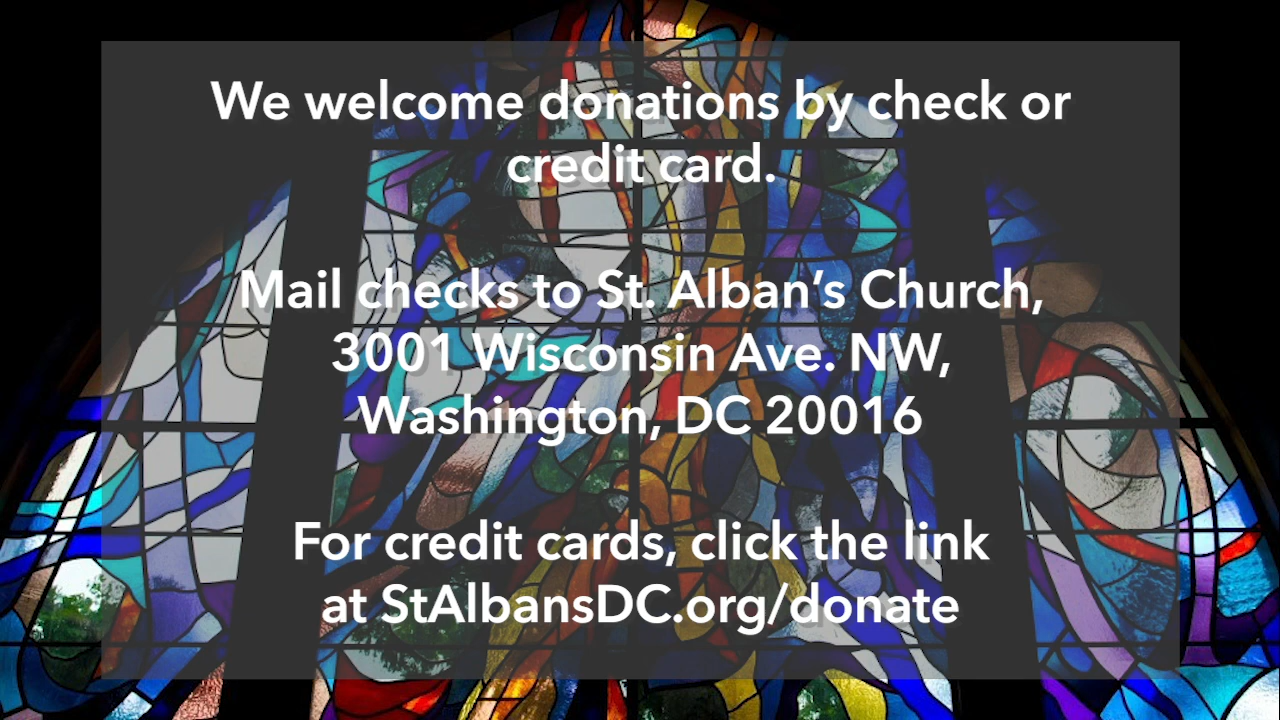 We welcome donations by check or
credit card.
Mail checks to St. Alban’s Church,
3001 Wisconsin Ave. NW,
Washington, DC 20016
For credit cards, click the link
at StAlbansDC.org/donate